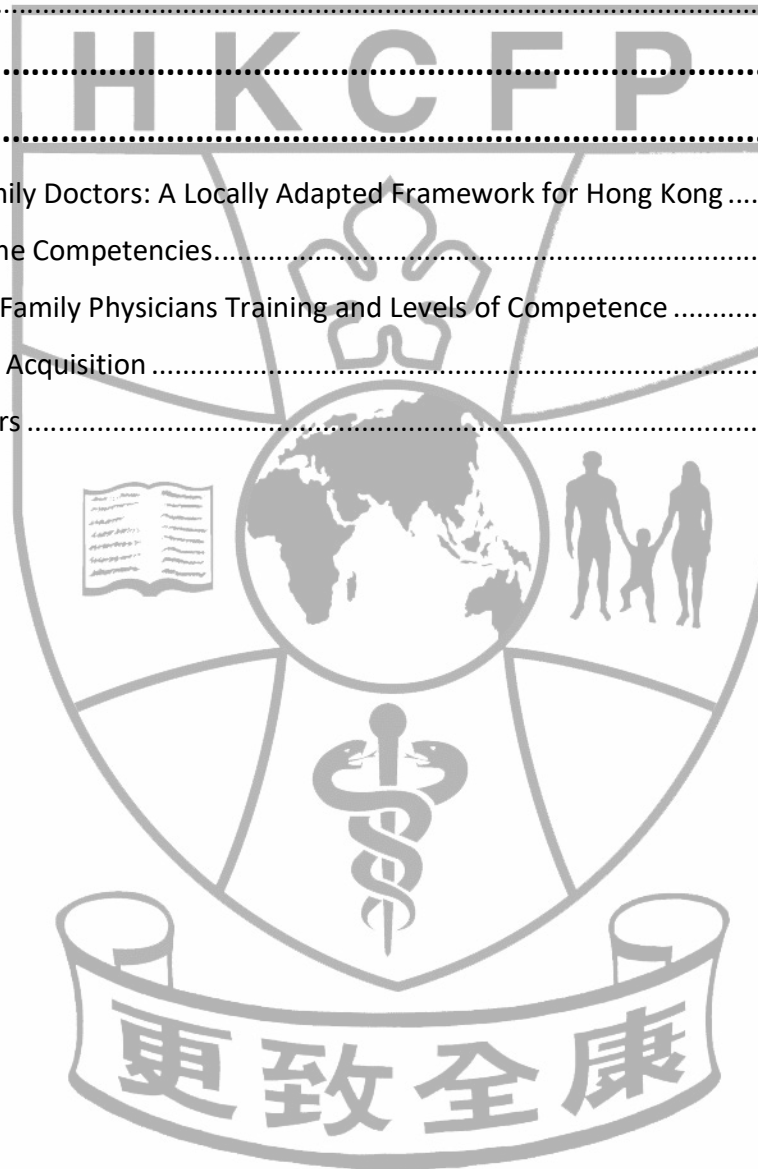 HKCFP
mily Doctors: A Locally Adapted Framework for Hong Kong ....
ne Competencies..............................................................
Family Physicians Training and Levels of Competence ............
Acquisition .....................................................................
rs .......................................................................................
更致全康